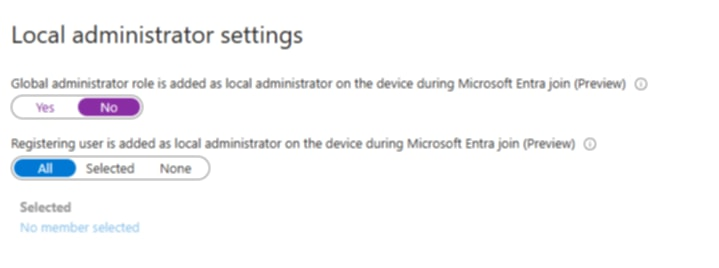 Local administrator settings
Global administrator role is added as local administrator on the device during Microsoft Entra join (Preview)
Yes No
Registering user is added as local administrator on the device during Microsoft Entra join (Preview)
All Selected None
Selected
No member selected